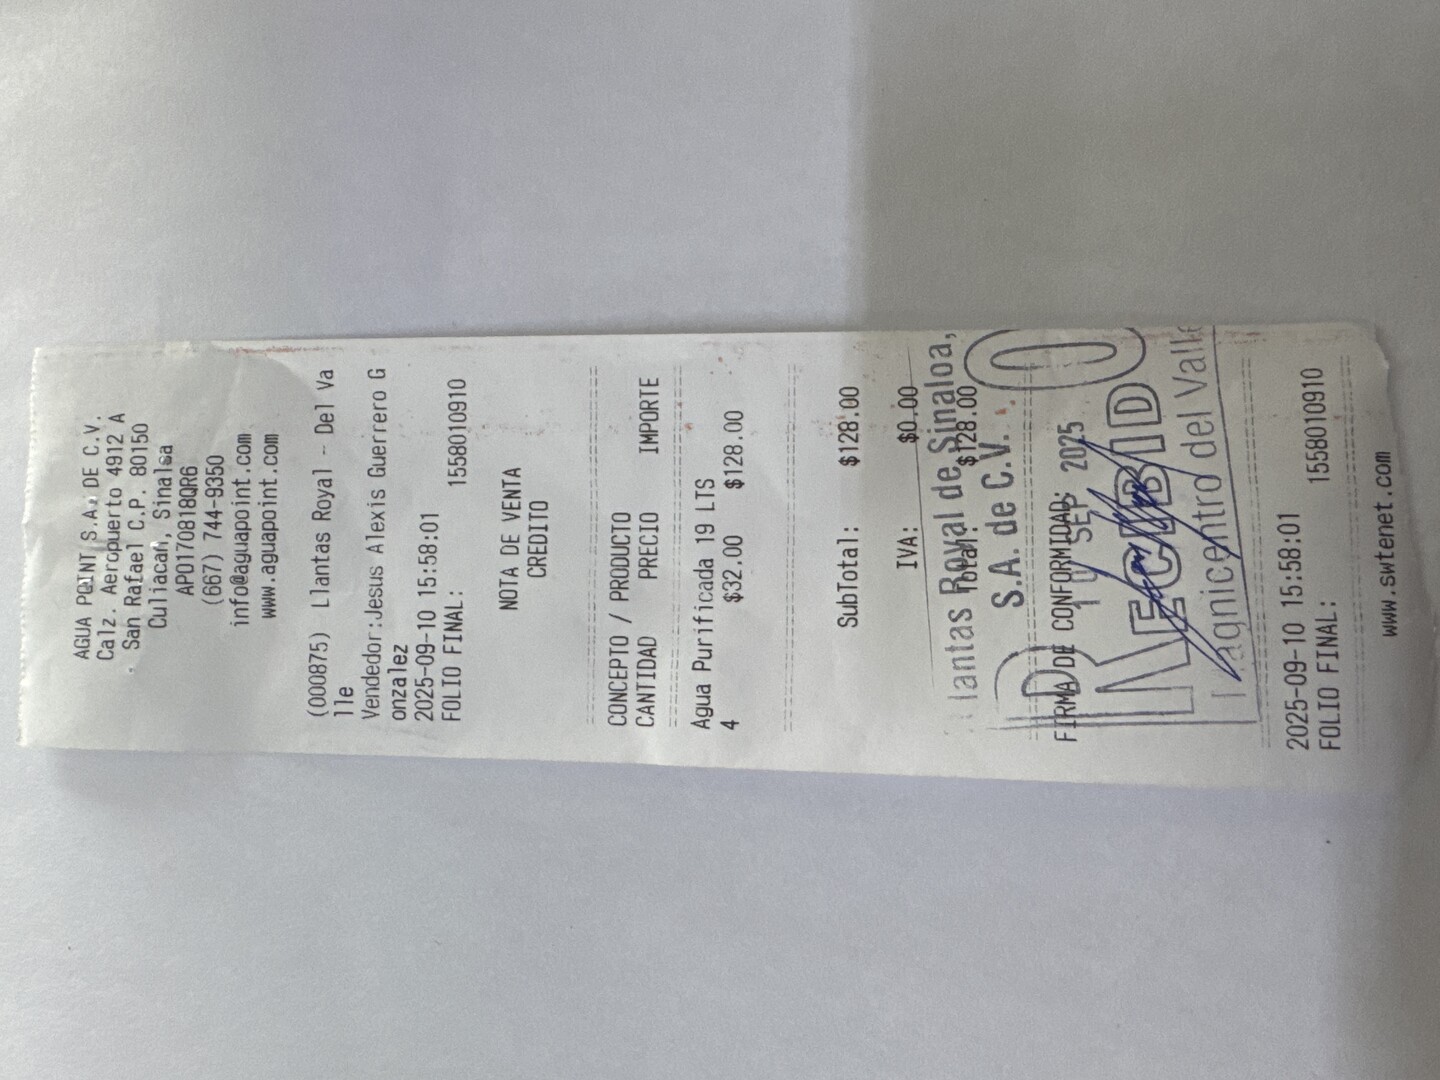 AGUA POINT S.A. DE C.V.
Calz. Aeropuerto 4912 A
San Rafael C.P. 80150
Culiacan, Sinaloa
APO170818QR6
(667) 744-9350
info@aguapoint.com
www.aguapoint.com
(000875) Llantas Royal - Del Va
lle
Vendedor:Jesus Alexis Guerrero G
onzalez
2025-09-10 15:58:01
FOLIO FINAL: 1558010910
NOTA DE VENTA
CREDITO
CONCEPTO / PRODUCTO
CANTIDAD PRECIO IMPORTE
Agua Purificada 19 LTS
4 $32.00 $128.00
SubTotal: $128.00
IVA: $0.00
Total: $128.00
Llantas Royal de Sinaloa,
S.A. de C.V.
FIRMA DE CONFORMIDAD:
10 SEP 2025
RECIBIDO
Llagnicentro del Valle
2025-09-10 15:58:01
FOLIO FINAL: 1558010910
www.swtenet.com